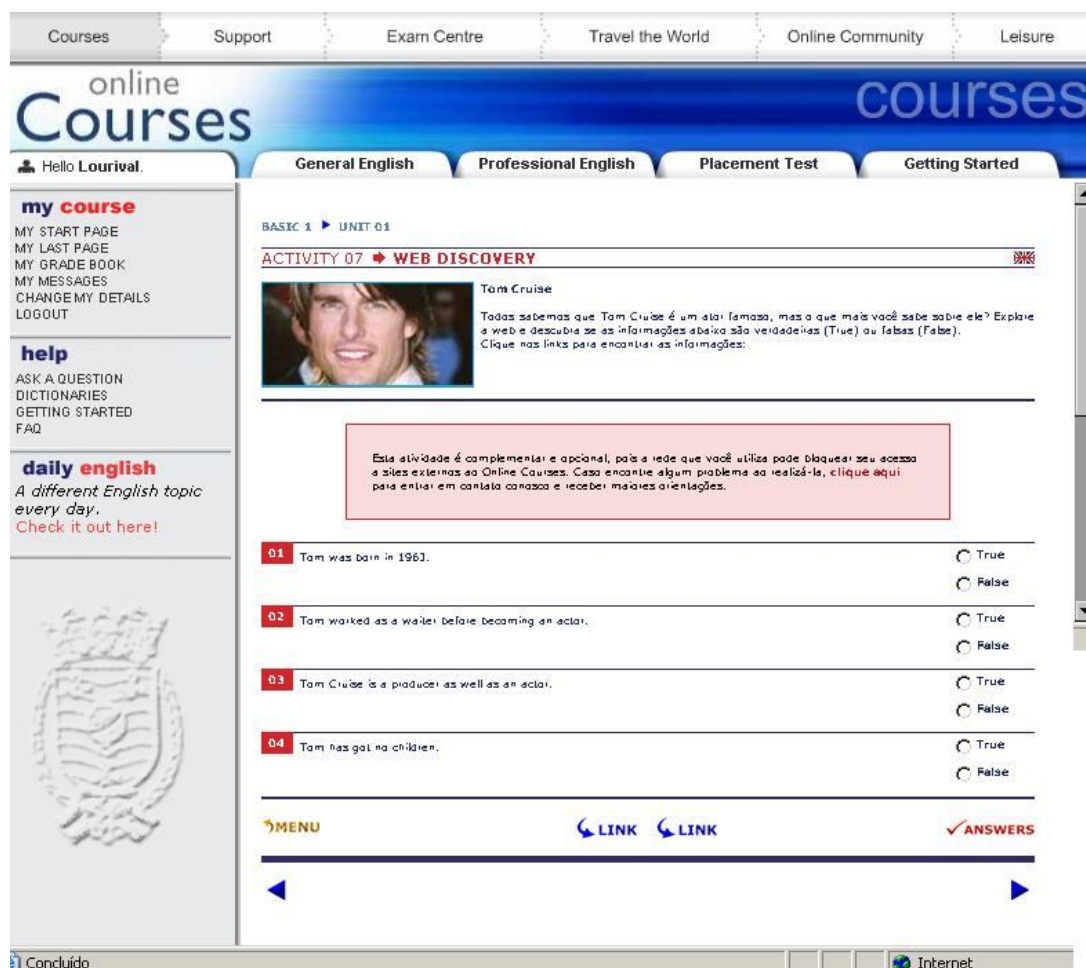 Courses
Support
Exam Centre
Travel the World
Online Community
Leisure
online
Courses
courses
Hello Lourival.
General English
Professional English
Placement Test
Getting Started
my course
MY START PAGE
MY LAST PAGE
MY GRADE BOOK
MY MESSAGES
CHANGE MY DETAILS
LOGOUT
help
ASK A QUESTION
DICTIONARIES
GETTING STARTED
FAQ
daily english
A different English topic
every day.
Check it out here!
BASIC 1 UNIT 01
ACTIVITY 07 WEB DISCOVERY
Tom Cruise
Todos sabemos que Tom Cruise é um ator famoso, mas o que mais você sabe sobre ele? Explore
a web e descubra se as informações abaixo são verdadeiras (True) ou falsas (False).
Clique nos links para encontrar as informações:
Esta atividade é complementar e opcional, pois a rede que você utiliza pode bloquear seu acesso
a sites externos ao Online Courses. Caso encontre algum problema ao realizá-la, clique aqui
para entrar em contato conosco e receber maiores orientações.
01 Tom was born in 1963.
True
False
02 Tom worked as a waiter before becoming an actor.
True
False
03 Tom Cruise is a producer as well as an actor.
True
False
04 Tom has got no children.
True
False
MENU
LINK LINK
ANSWERS
Concluído
Internet